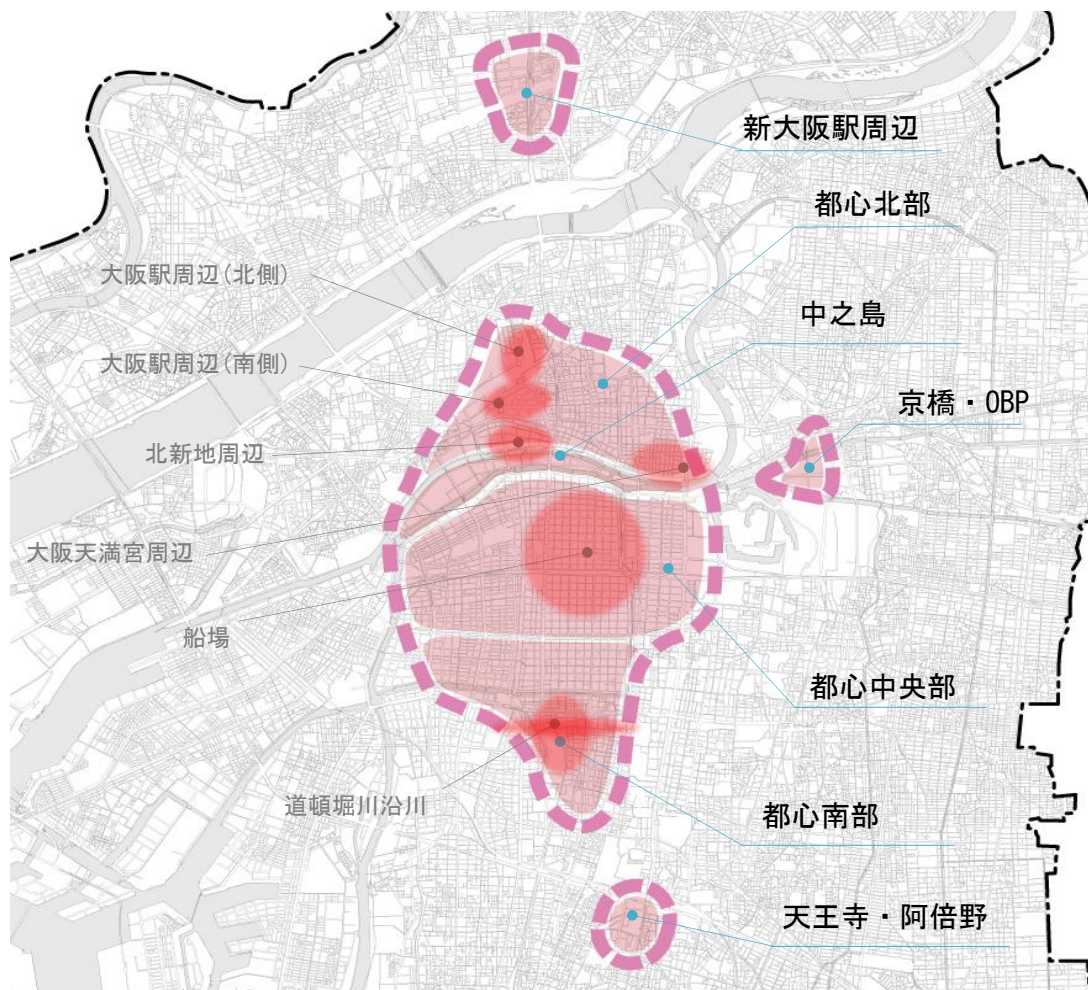 新大阪駅周辺
都心北部
大阪駅周辺(北側)
中之島
大阪駅周辺(南側)
京橋・OBP
北新地周辺
大阪天満宮周辺
船場
都心中央部
道頓堀川沿川
都心南部
天王寺・阿倍野